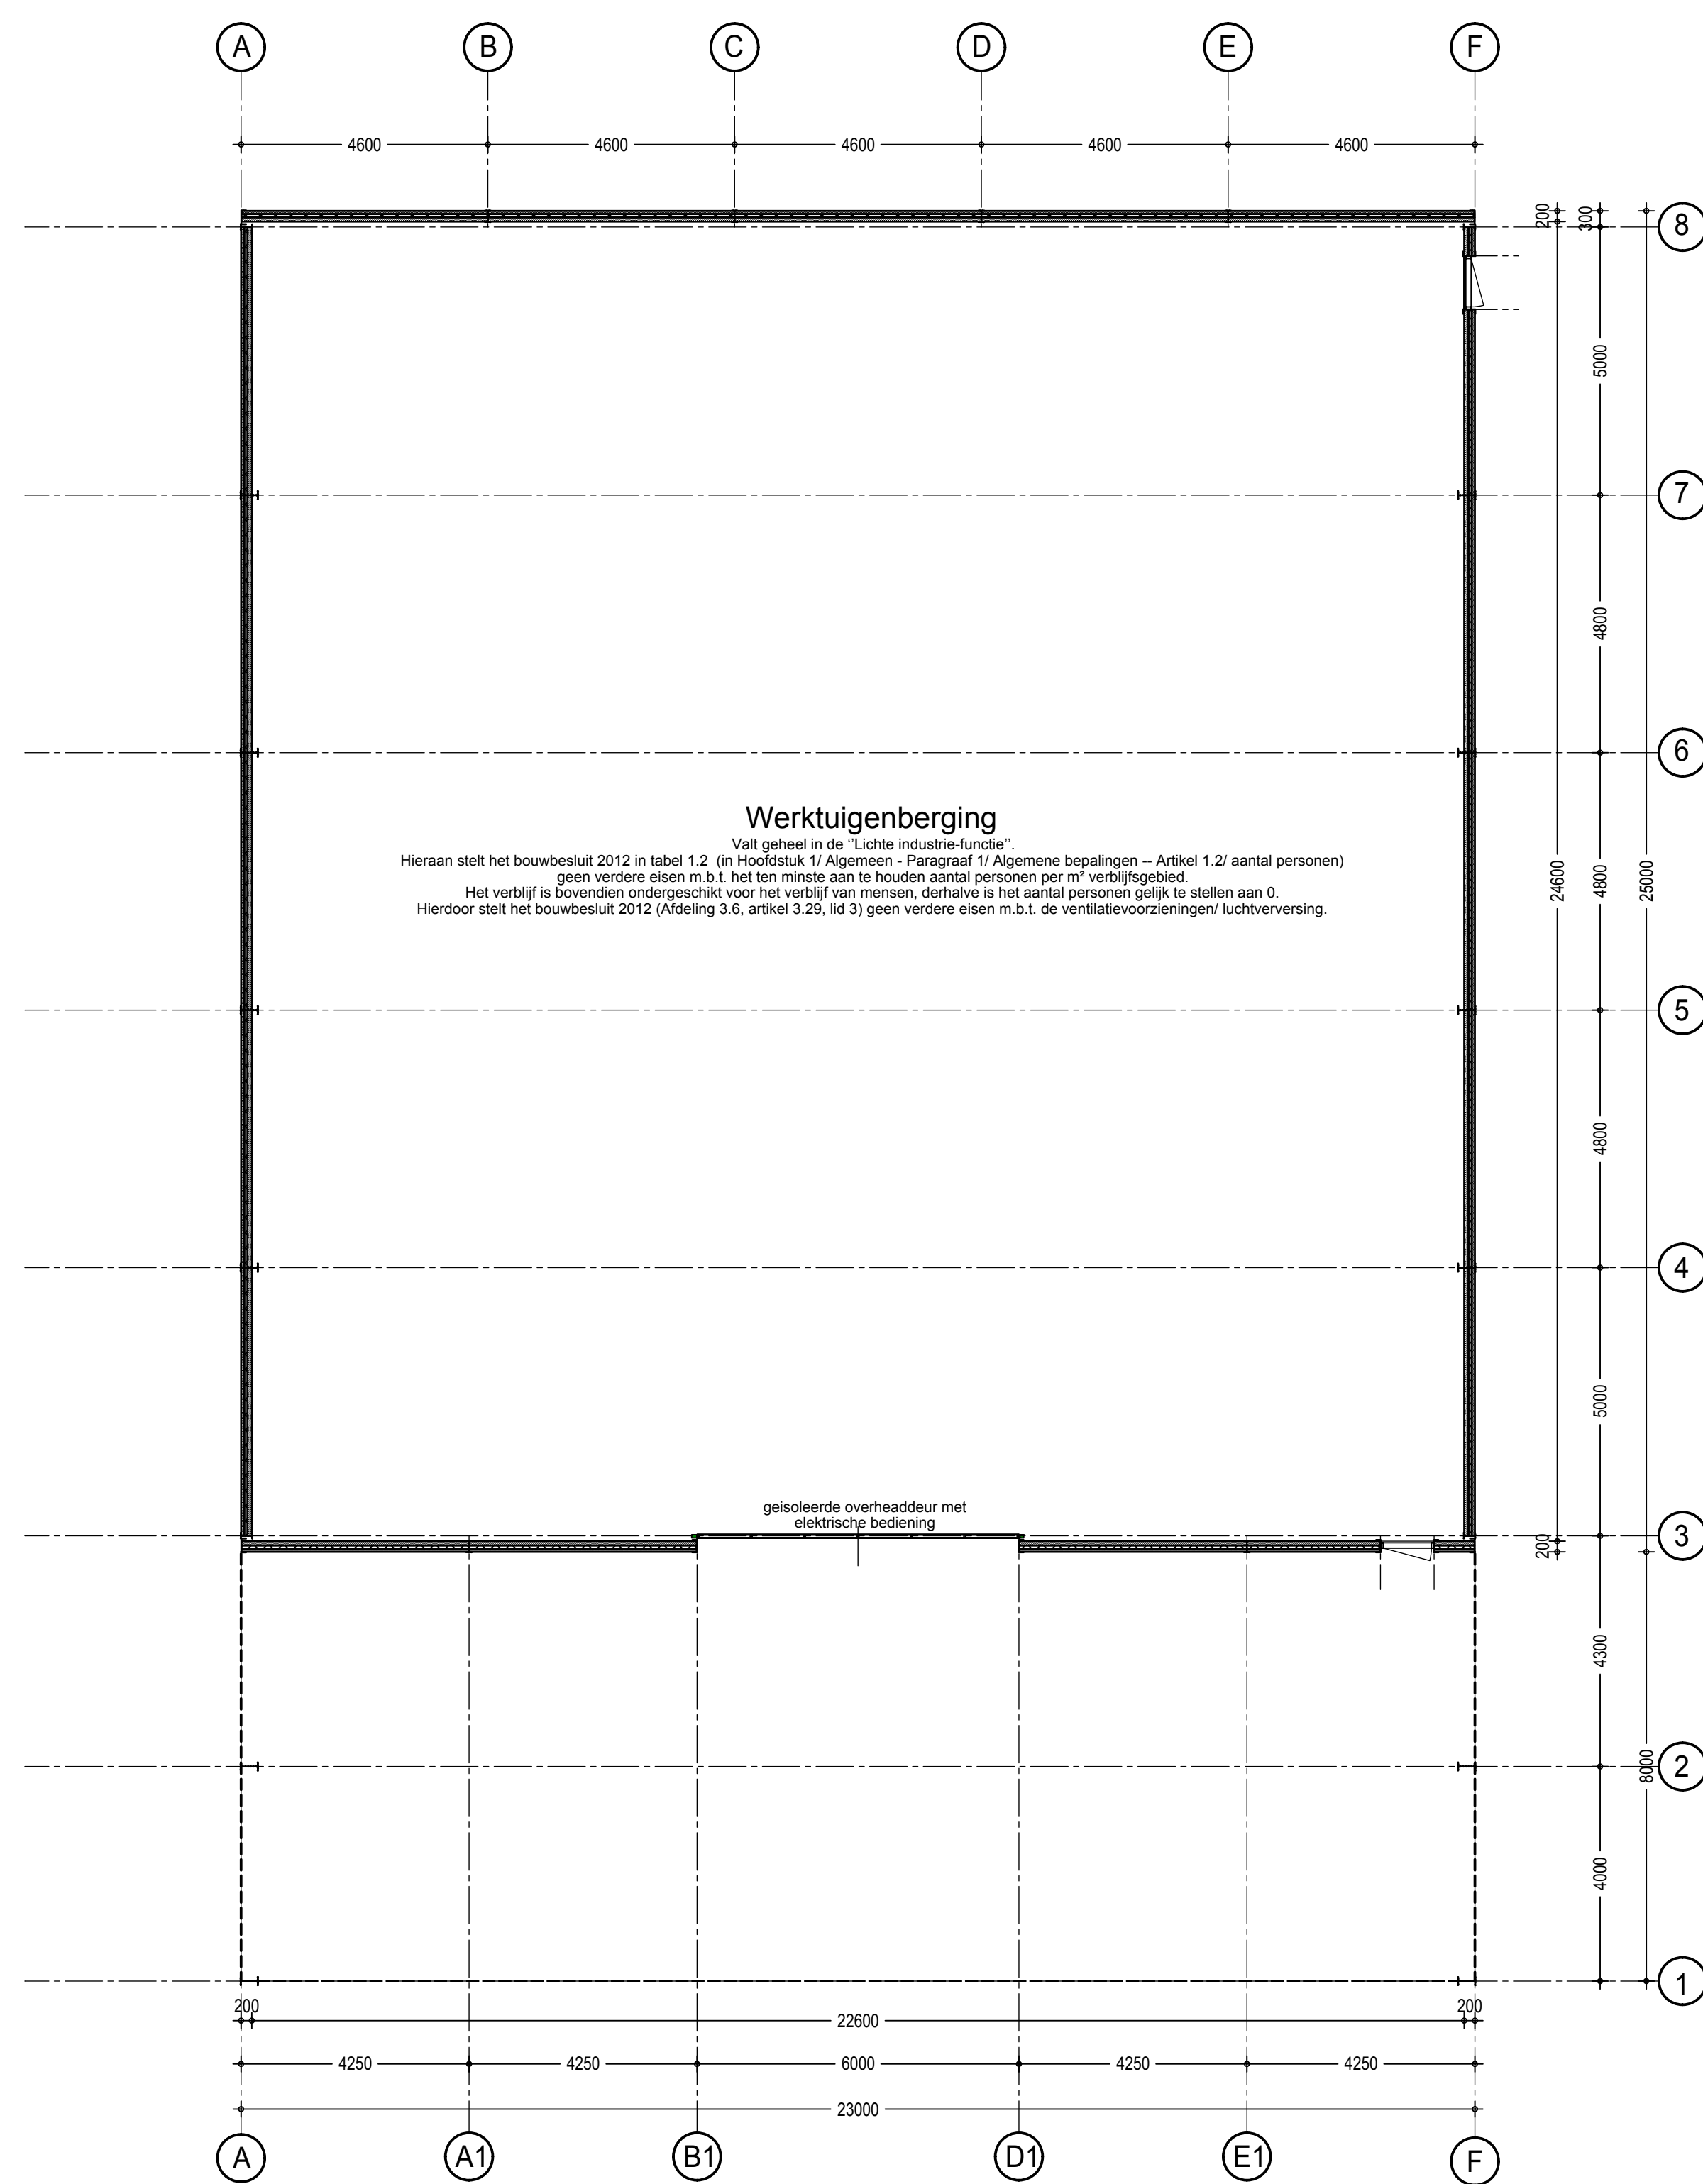 A B C D E F
4600 4600 4600 4600 4600
200 300 8
5000
7
4800
6
Werktuigenberging
Valt geheel in de ‘’Lichte industrie-functie’’.
Hieraan stelt het bouwbesluit 2012 in tabel 1.2 (in Hoofdstuk 1/ Algemeen - Paragraaf 1/ Algemene bepalingen -- Artikel 1.2/ aantal personen)
geen verdere eisen m.b.t. het ten minste aan te houden aantal personen per m² verblijfsgebied.
Het verblijf is bovendien ondergeschikt voor het verblijf van mensen, derhalve is het aantal personen gelijk te stellen aan 0.
Hierdoor stelt het bouwbesluit 2012 (Afdeling 3.6, artikel 3.29, lid 3) geen verdere eisen m.b.t. de ventilatievoorzieningen/ luchtverversing.
24600 4800 25000
5
4800
4
5000
geisoleerde overheaddeur met
elektrische bediening
200 3
4300
8000 2
4000
1
200 22600 200
4250 4250 6000 4250 4250
23000
A A1 B1 D1 E1 F